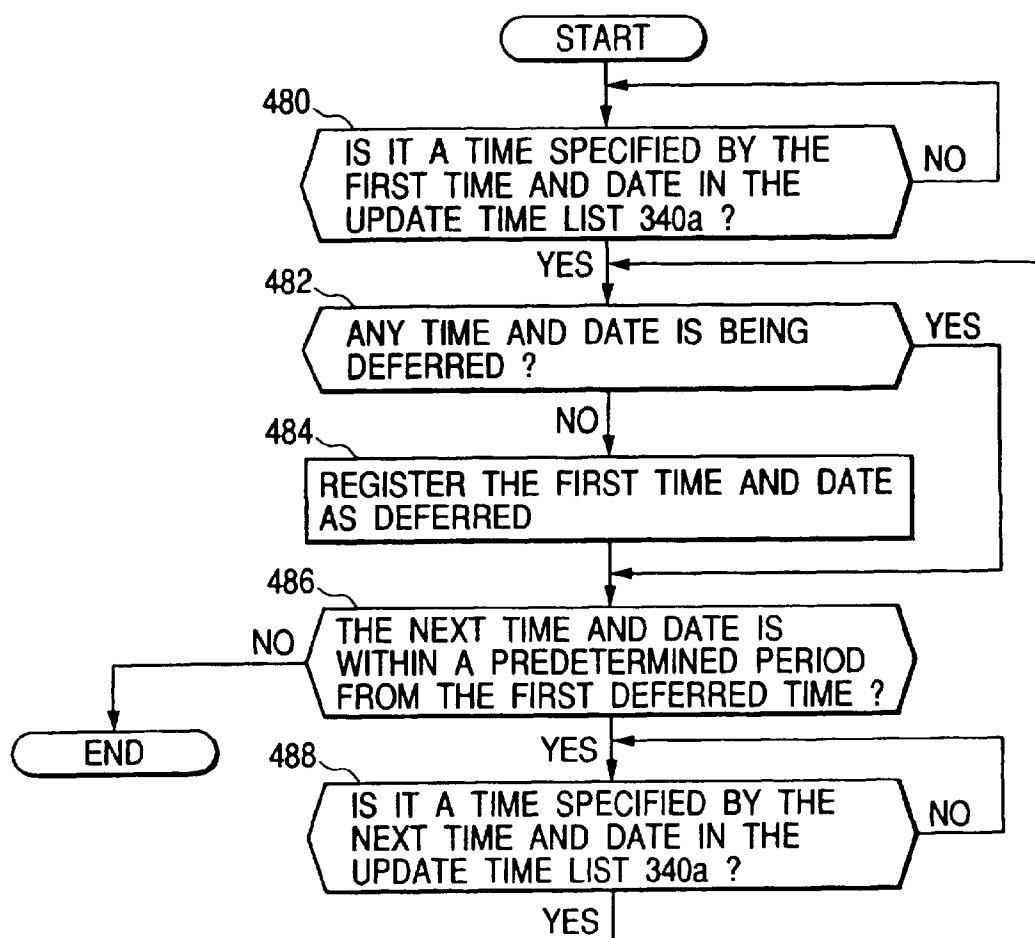 START
480
IS IT A TIME SPECIFIED BY THE
FIRST TIME AND DATE IN THE
UPDATE TIME LIST 340a ?
NO
YES
482
ANY TIME AND DATE IS BEING
DEFERRED ?
YES
NO
484
REGISTER THE FIRST TIME AND DATE
AS DEFERRED
486
THE NEXT TIME AND DATE IS
WITHIN A PREDETERMINED PERIOD
FROM THE FIRST DEFERRED TIME ?
NO
END
YES
488
IS IT A TIME SPECIFIED BY THE
NEXT TIME AND DATE IN THE
UPDATE TIME LIST 340a ?
NO
YES